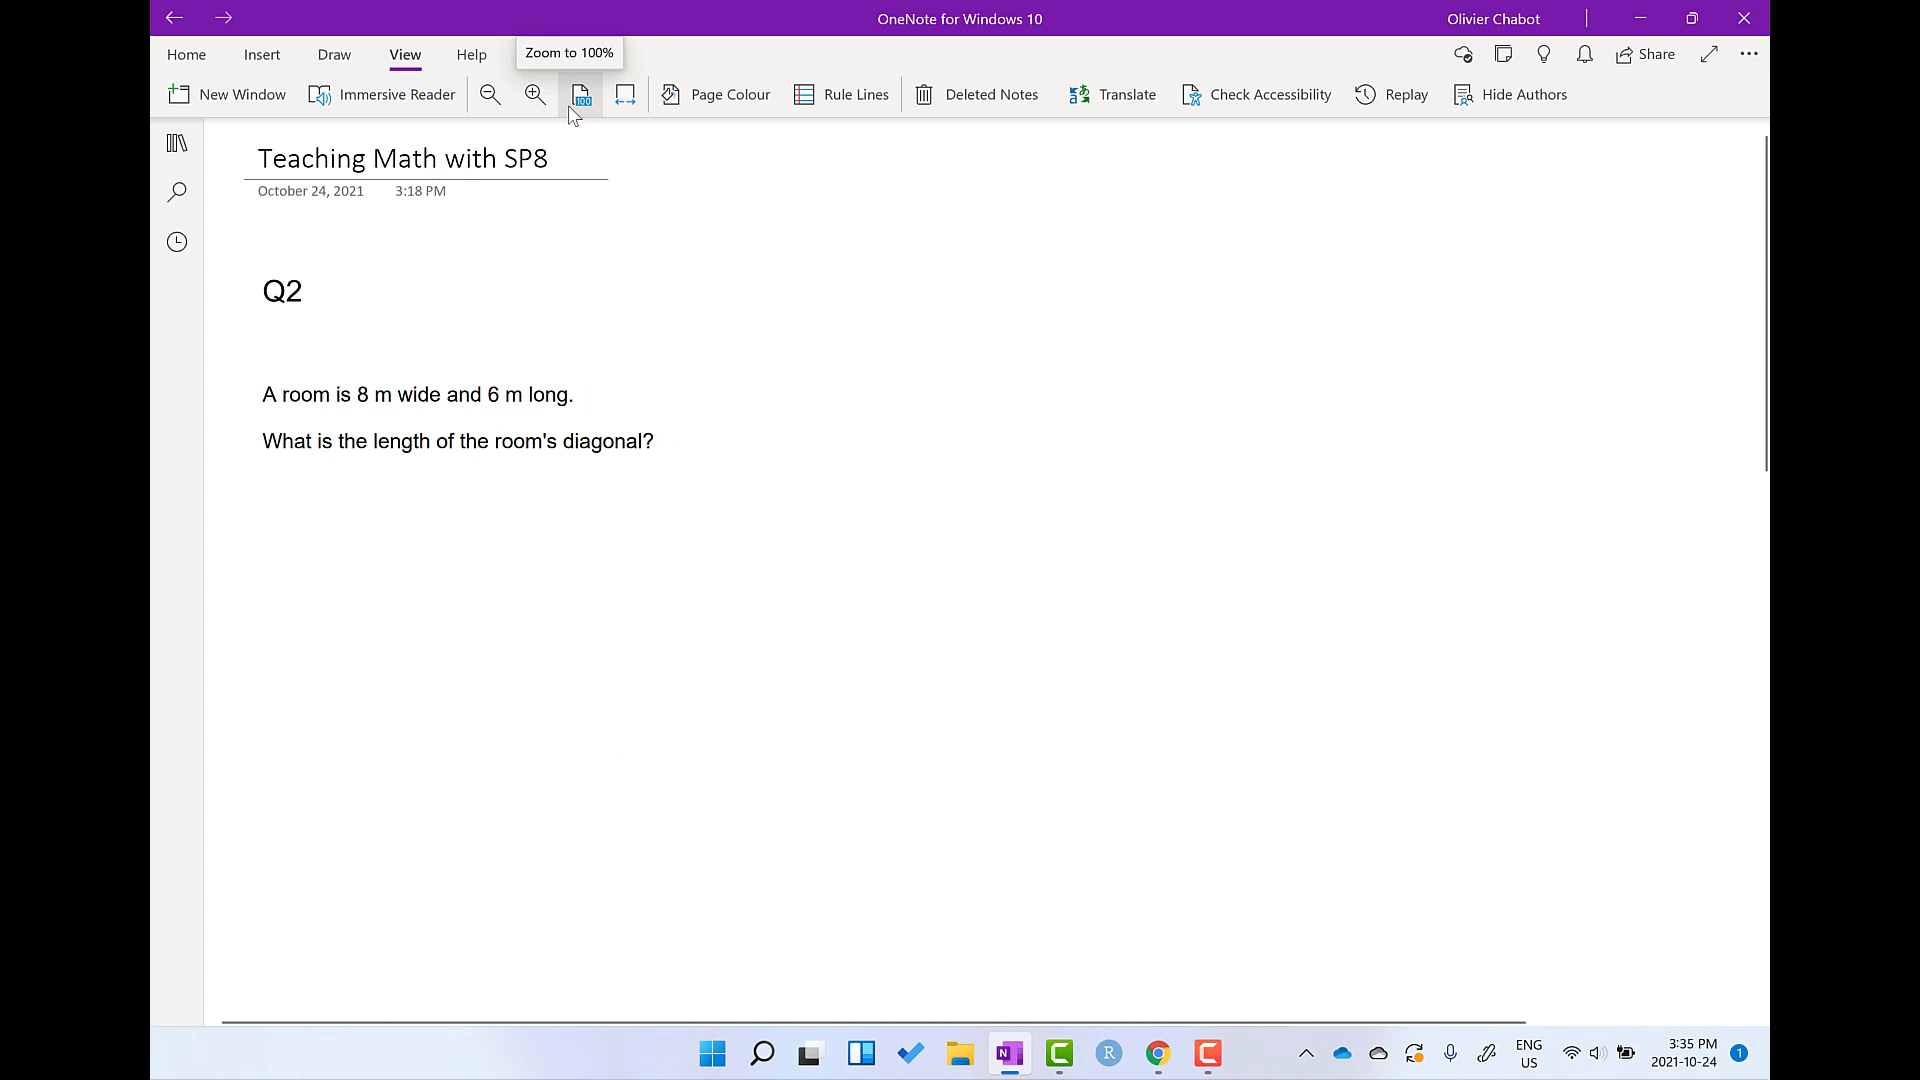 OneNote for Windows 10
Olivier Chabot
Home Insert Draw View Help
Zoom to 100%
Share
New Window Immersive Reader 100 Page Colour Rule Lines Deleted Notes Translate Check Accessibility Replay Hide Authors
Teaching Math with SP8
October 24, 2021 3:18 PM
Q2
A room is 8 m wide and 6 m long.
What is the length of the room's diagonal?
N
R
ENG
US
3:35 PM
2021-10-24
1